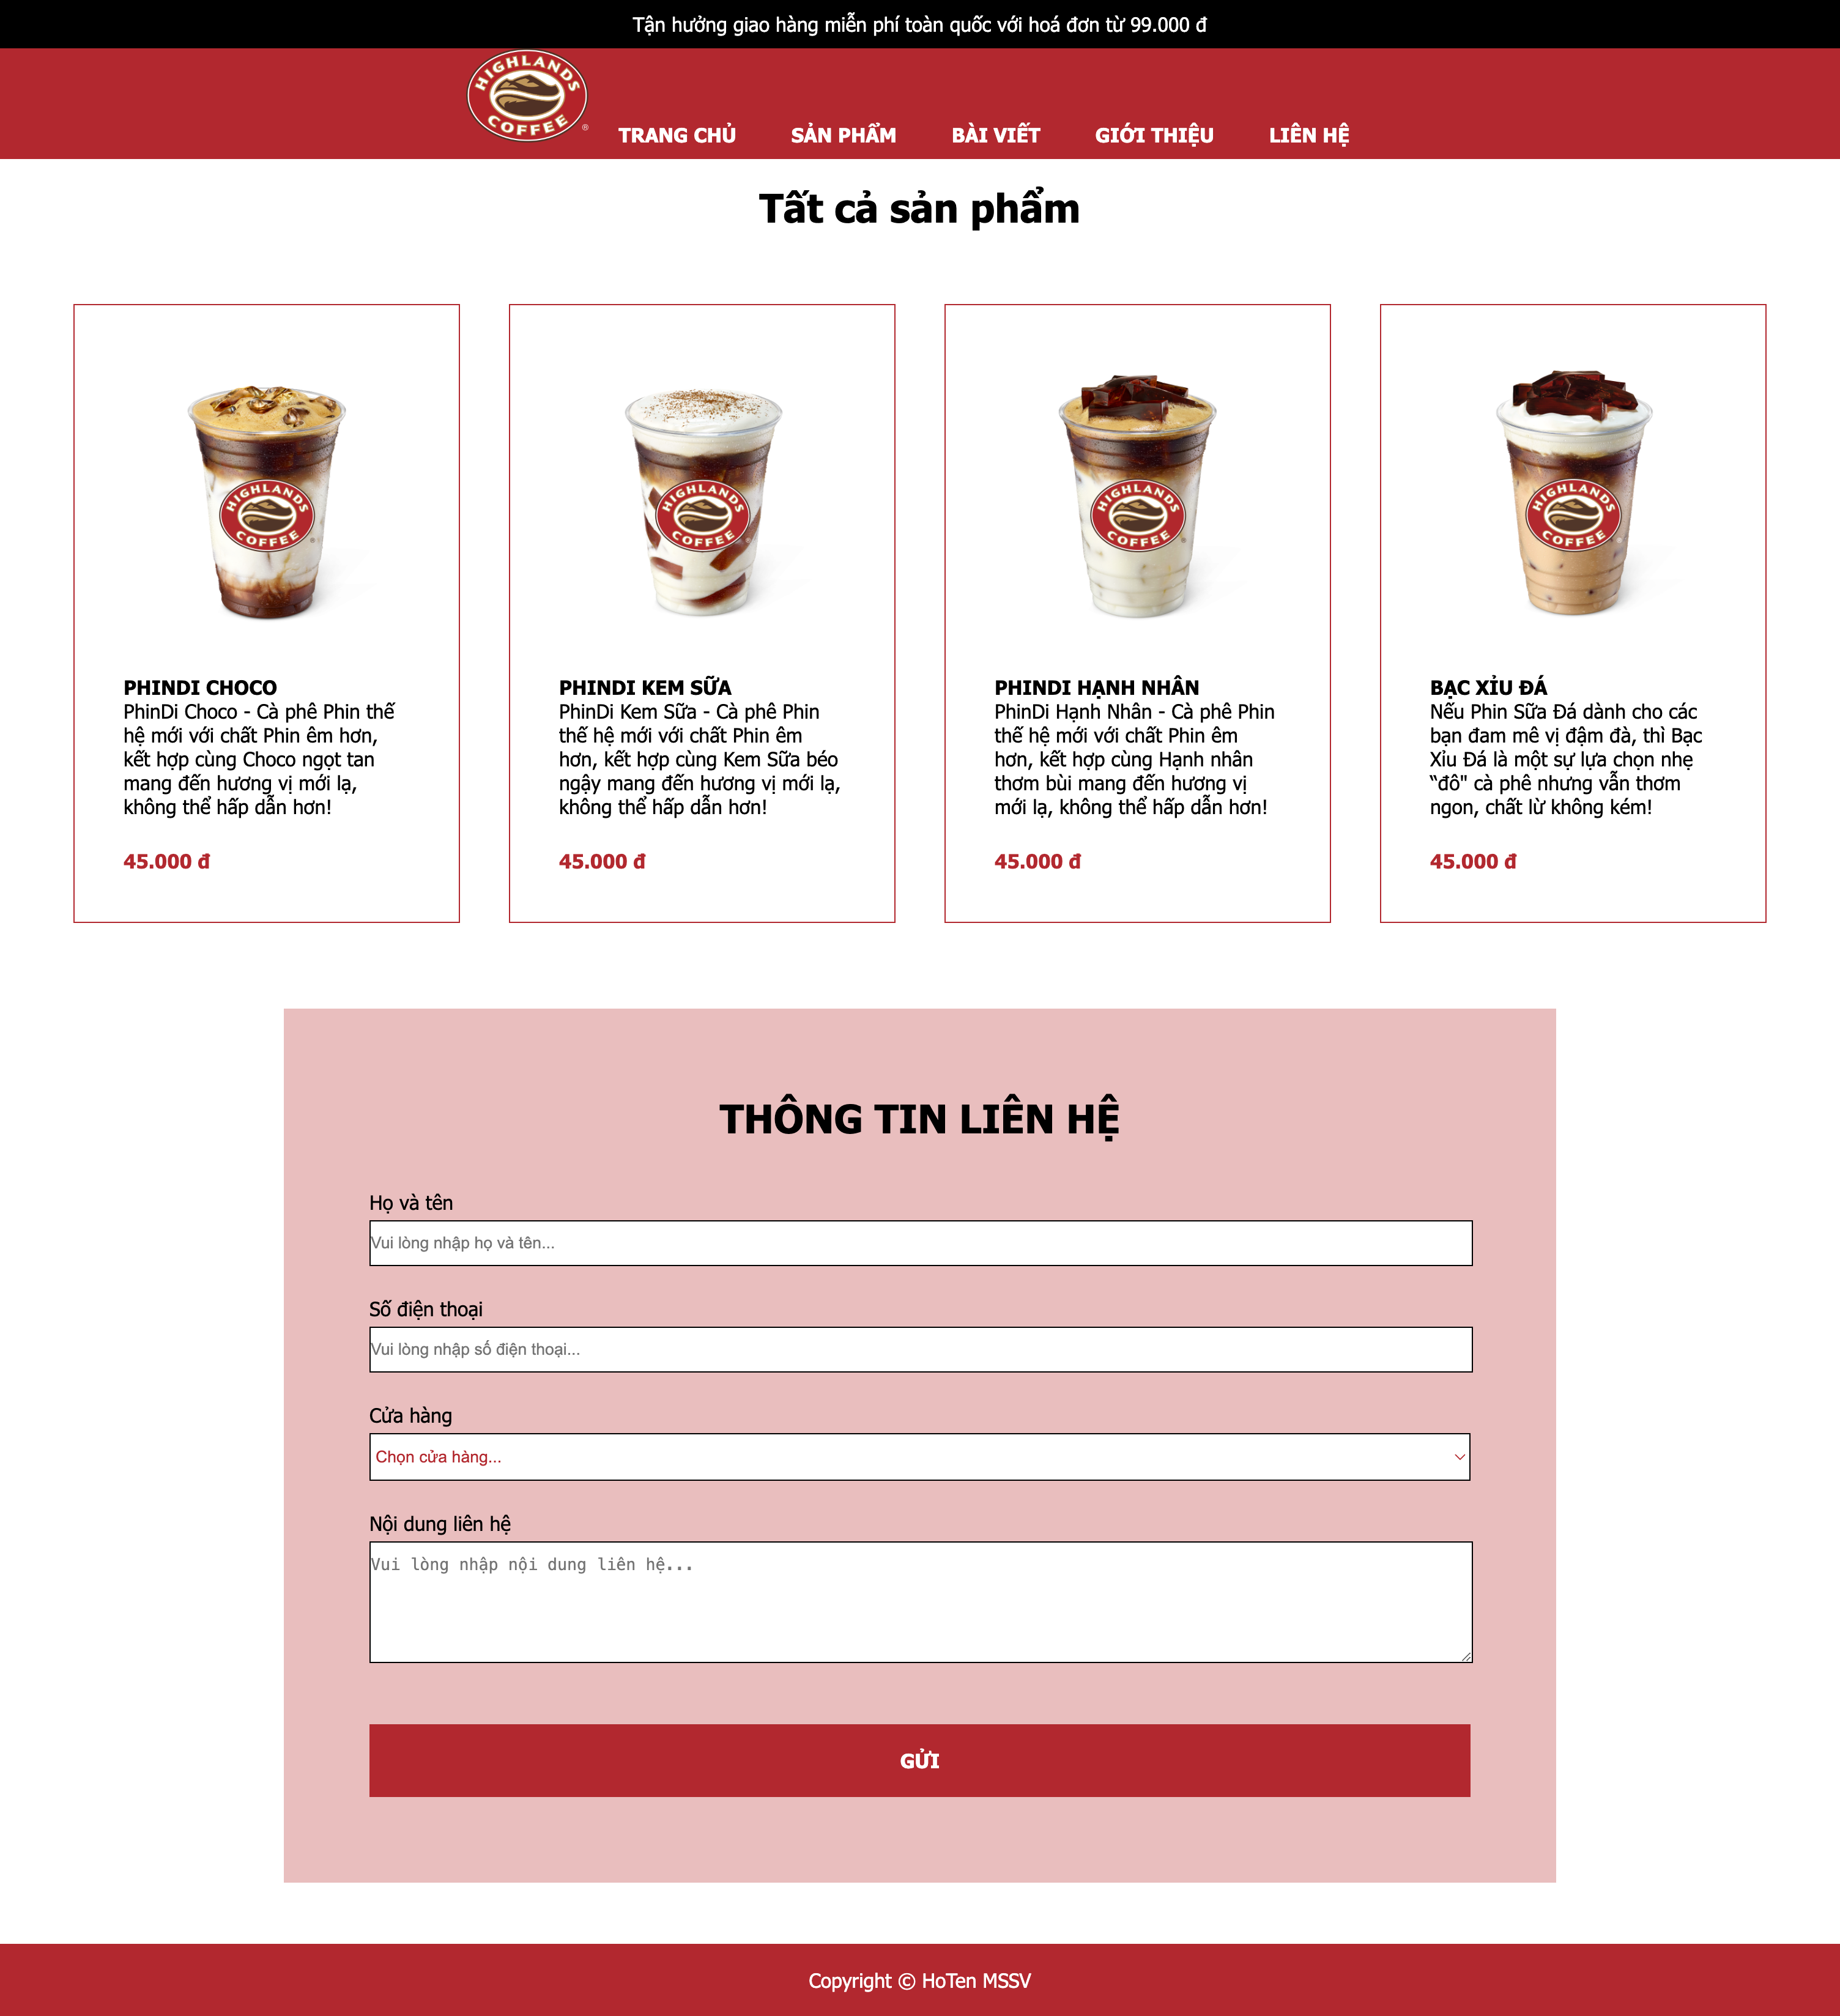 Tận hưởng giao hàng miễn phí toàn quốc với hoá đơn từ 99.000 đ
HIGHLANDS
COFFEE
®
TRANG CHỦ
SẢN PHẨM
BÀI VIẾT
GIỚI THIỆU
LIÊN HỆ
Tất cả sản phẩm
HIGHLANDS
COFFEE
®
PHINDI CHOCO
PhinDi Choco - Cà phê Phin thế
hệ mới với chất Phin êm hơn,
kết hợp cùng Choco ngọt tan
mang đến hương vị mới lạ,
không thể hấp dẫn hơn!
45.000 đ
HIGHLANDS
COFFEE
®
PHINDI KEM SỮA
PhinDi Kem Sữa - Cà phê Phin
thế hệ mới với chất Phin êm
hơn, kết hợp cùng Kem Sữa béo
ngậy mang đến hương vị mới lạ,
không thể hấp dẫn hơn!
45.000 đ
HIGHLANDS
COFFEE
®
PHINDI HẠNH NHÂN
PhinDi Hạnh Nhân - Cà phê Phin
thế hệ mới với chất Phin êm
hơn, kết hợp cùng Hạnh nhân
thơm bùi mang đến hương vị
mới lạ, không thể hấp dẫn hơn!
45.000 đ
HIGHLANDS
COFFEE
®
BẠC XỈU ĐÁ
Nếu Phin Sữa Đá dành cho các
bạn đam mê vị đậm đà, thì Bạc
Xỉu Đá là một sự lựa chọn nhẹ
“đô" cà phê nhưng vẫn thơm
ngon, chất lừ không kém!
45.000 đ
THÔNG TIN LIÊN HỆ
Họ và tên
Vui lòng nhập họ và tên...
Số điện thoại
Vui lòng nhập số điện thoại...
Cửa hàng
Chọn cửa hàng...
Nội dung liên hệ
Vui lòng nhập nội dung liên hệ...
GỬI
Copyright © HoTen MSSV